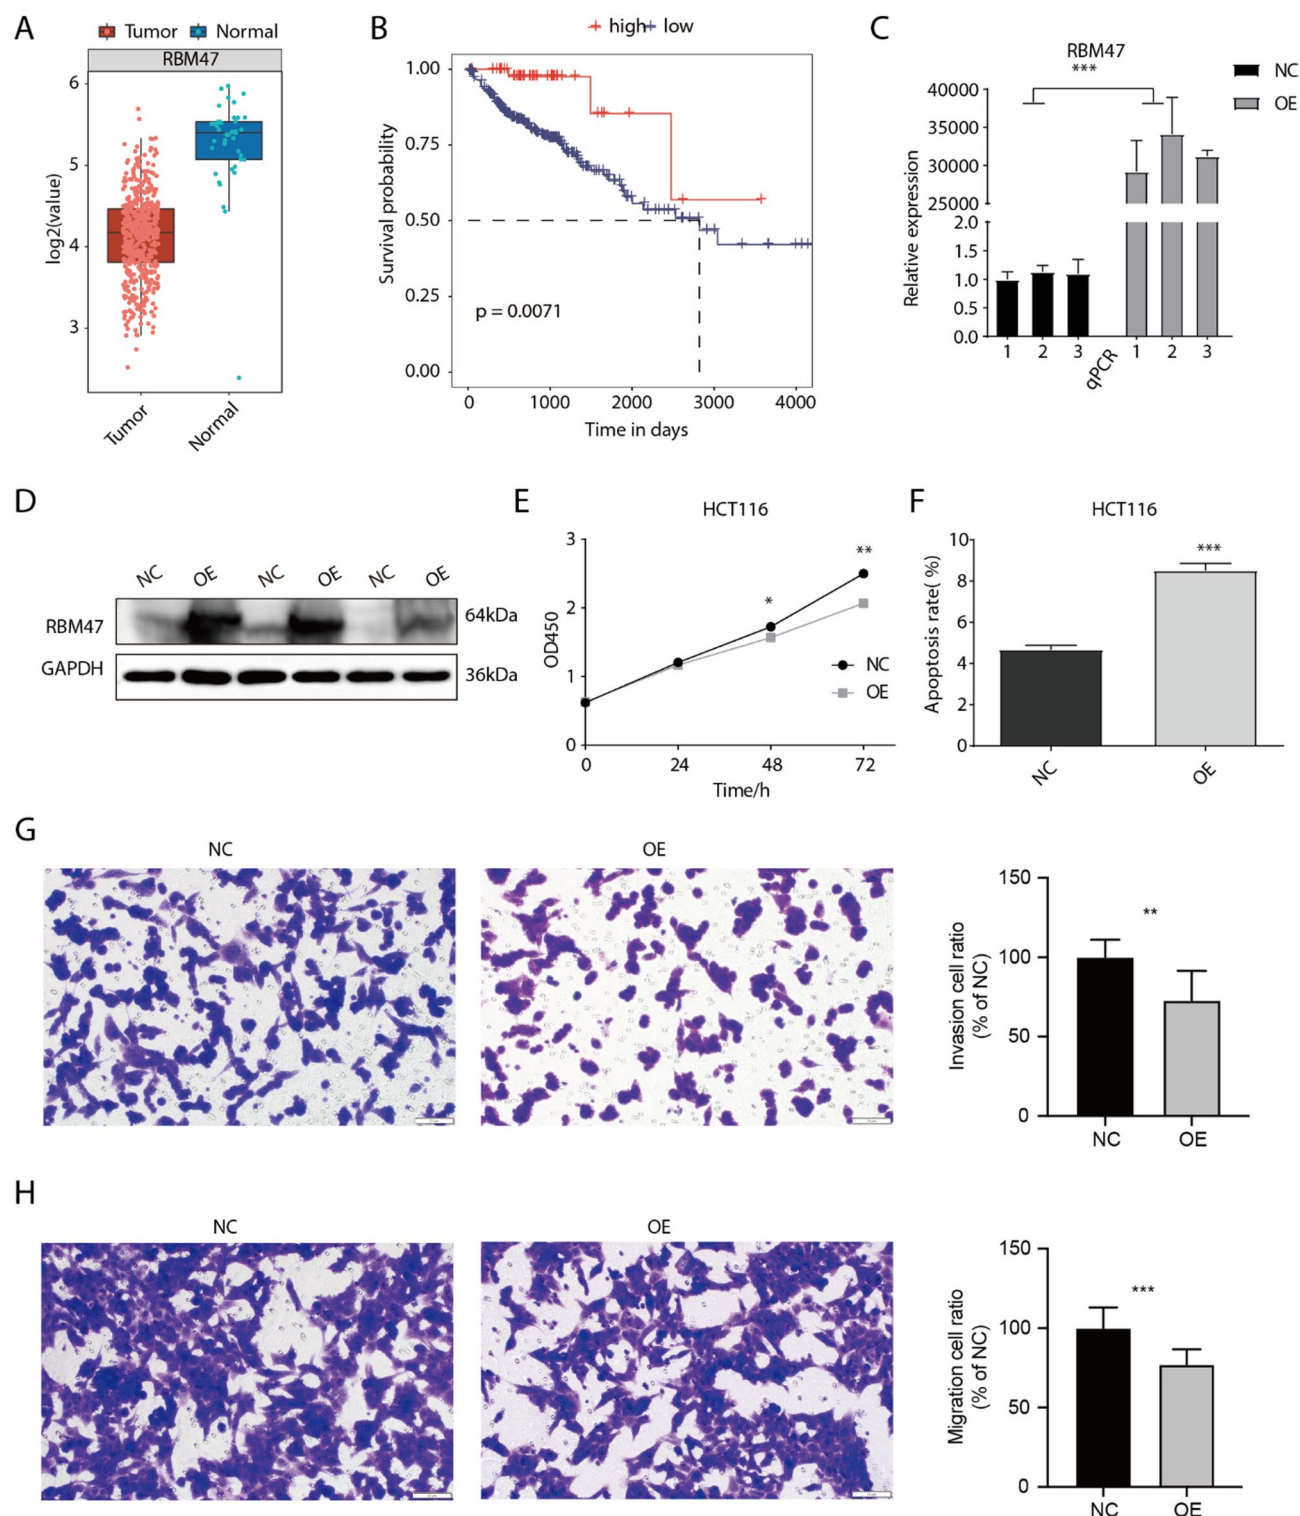 A
Tumor Normal
RBM47
6
5
4
3
log2(value)
Tumor
Normal
B
high low
1.00
0.75
0.50
0.25
0.00
Survival probability
p = 0.0071
0 1000 2000 3000 4000
Time in days
C
RBM47
***
NC
OE
40000
35000
30000
25000
2.0
1.5
1.0
0.5
0.0
Relative expression
1 2 3 qPCR 1 2 3
D
NC OE NC OE NC OE
RBM47 64kDa
GAPDH 36kDa
E
HCT116
3
2
1
0
OD450
*
**
NC
OE
0 24 48 72
Time/h
F
HCT116
10
8
6
4
2
0
Apoptosis rate( %)
***
NC OE
G
NC OE
150
100
50
0
Invasion cell ratio
(% of NC)
**
NC OE
H
NC OE
150
100
50
0
Migration cell ratio
(% of NC)
***
NC OE